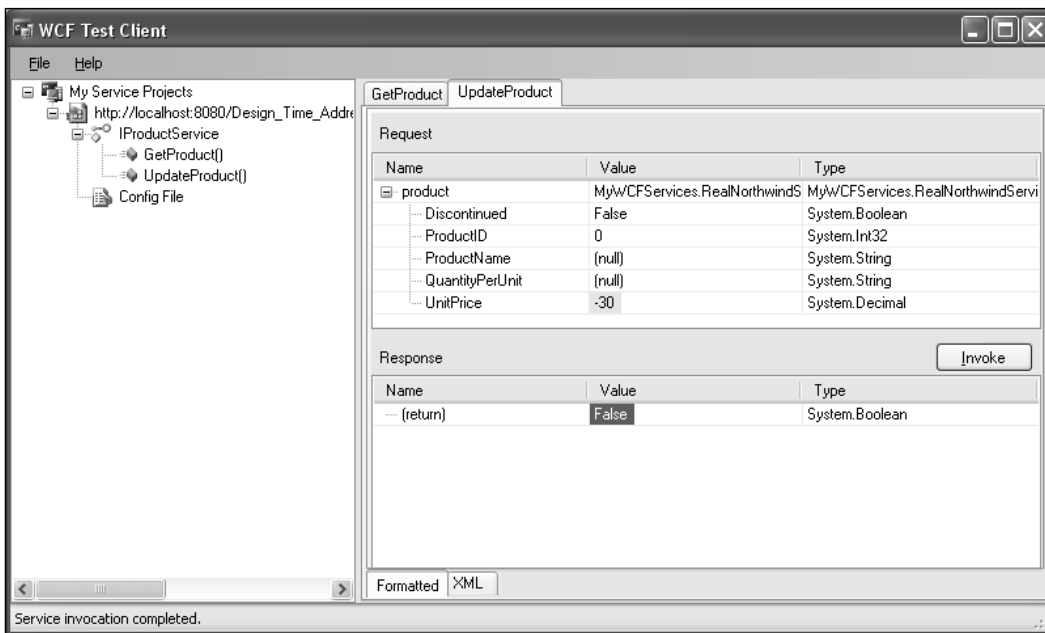 WCF Test Client
File Help
My Service Projects
http://localhost:8080/Design_Time_Addre
IProductService
GetProduct()
UpdateProduct()
Config File
GetProduct UpdateProduct
Request
Name Value Type
product MyWCFServices.RealNorthwindS MyWCFServices.RealNorthwindServi
Discontinued False System.Boolean
ProductID 0 System.Int32
ProductName (null) System.String
QuantityPerUnit (null) System.String
UnitPrice -30 System.Decimal
Response Invoke
Name Value Type
(return) False System.Boolean
Formatted XML
Service invocation completed.